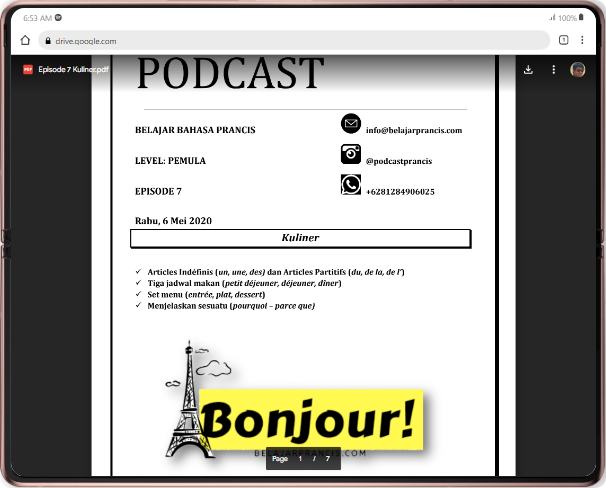 6:53 AM
100%
drive.google.com
1
PDF Episode 7 Kuliner.pdf
PODCAST
BELAJAR BAHASA PRANCIS
info@belajarprancis.com
LEVEL: PEMULA
@podcastprancis
EPISODE 7
+6281284906025
Rabu, 6 Mei 2020
Kuliner
✓ Articles Indéfinis (un, une, des) dan Articles Partitifs (du, de la, de l')
✓ Tiga jadwal makan (petit déjeuner, déjeuner, dîner)
✓ Set menu (entrée, plat, dessert)
✓ Menjelaskan sesuatu (pourquoi – parce que)
Bonjour!
BELAJARPRANCIS.COM
Page 1 / 7